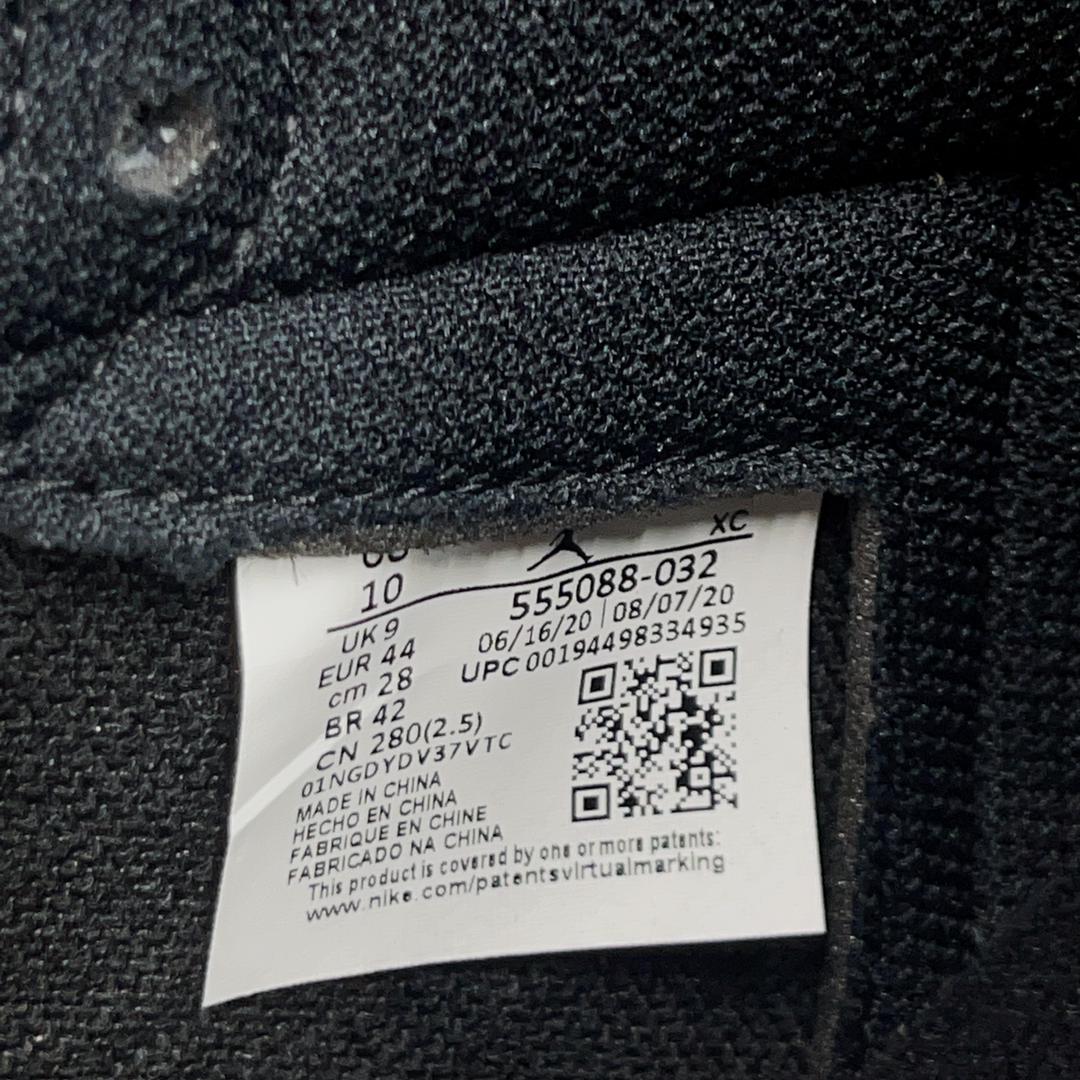 XC
10
555088-032
UK 9
06/16/20 | 08/07/20
EUR 44
UPC 00194498334935
cm 28
BR 42
CN 280(2.5)
01NGDYDV37VTC
MADE IN CHINA
HECHO EN CHINA
FABRIQUE EN CHINE
FABRICADO NA CHINA
This product is covered by one or more patents:
www.nike.com/patentsvirtualmarking